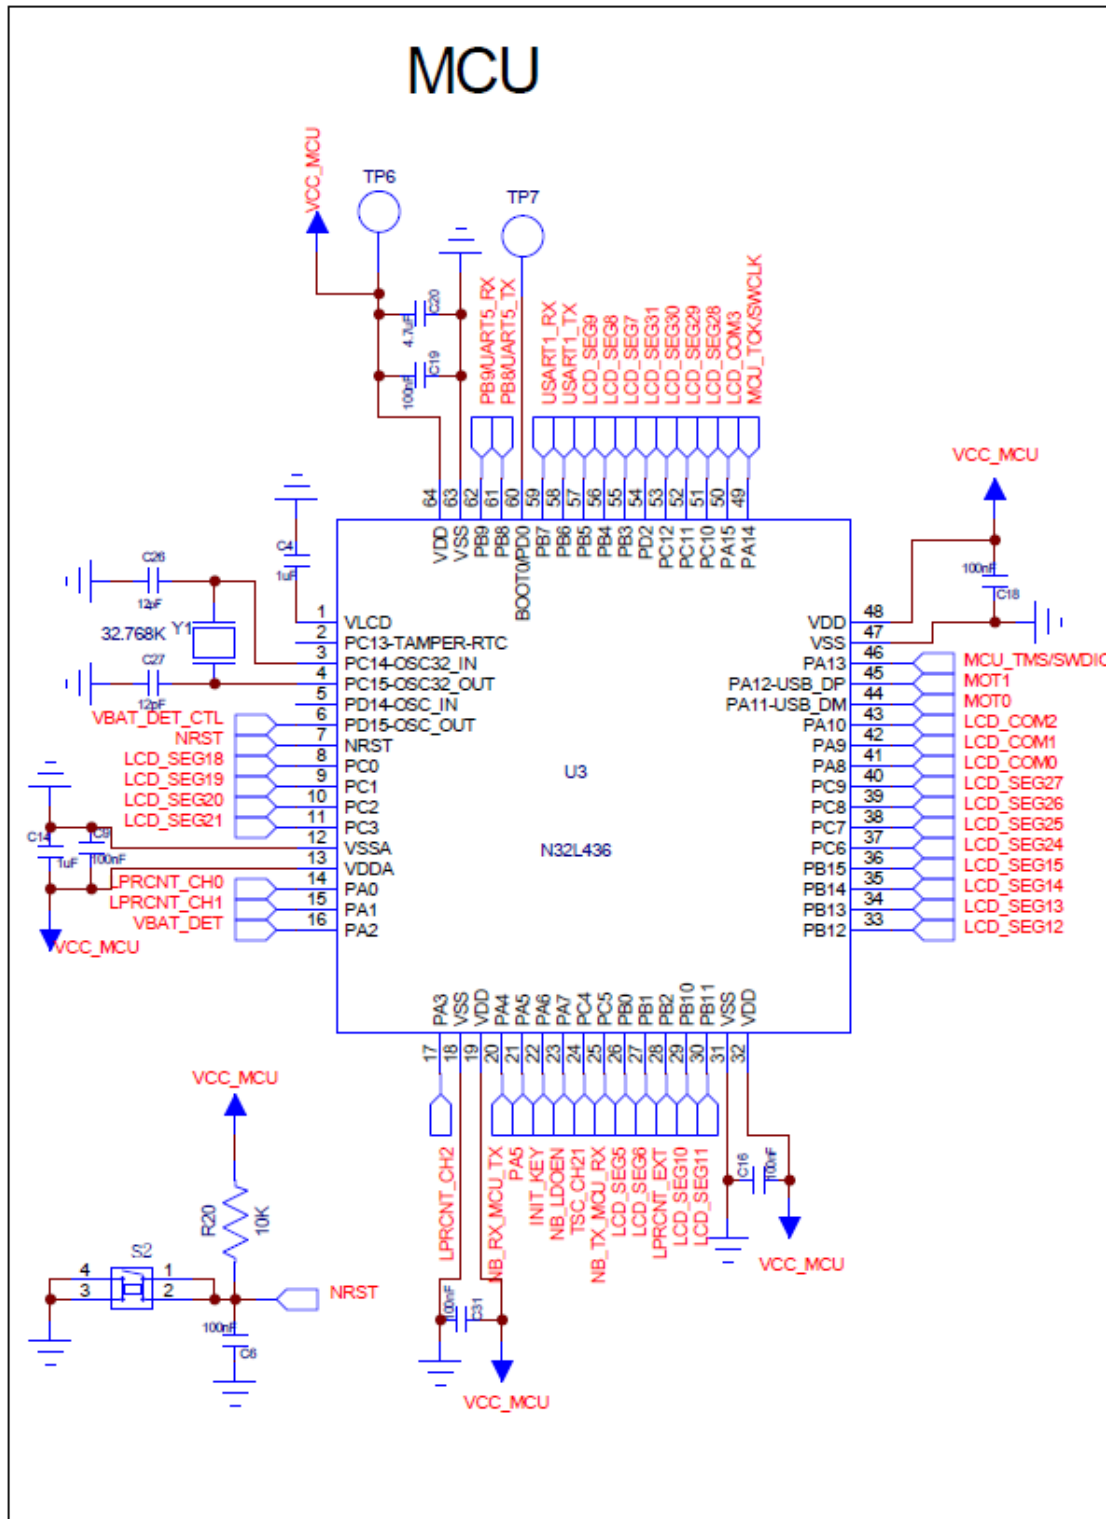 MCU
VCC_MCU
TP6
TP7
C20
4.7uF
C19
100nF
PB9/UART5_RX
PB8/UART5_TX
USART1_RX
USART1_TX
LCD_SEG9
LCD_SEG8
LCD_SEG7
LCD_SEG31
LCD_SEG30
LCD_SEG29
LCD_SEG28
LCD_COM3
MCU_TCK/SWCLK
64
63
62
61
60
59
58
57
56
55
54
53
52
51
50
49
VDD
VSS
PB9
PB8
BOOT0/PD0
PB7
PB6
PB5
PB4
PB3
PD2
PC12
PC11
PC10
PA15
PA14
VCC_MCU
100nF
C18
C4
1uF
C26
12pF
32.768K
Y1
C27
12pF
1 VLCD
2 PC13-TAMPER-RTC
3 PC14-OSC32_IN
4 PC15-OSC32_OUT
5 PD14-OSC_IN
VBAT_DET_CTL 6 PD15-OSC_OUT
NRST 7 NRST
LCD_SEG18 8 PC0
LCD_SEG19 9 PC1
LCD_SEG20 10 PC2
LCD_SEG21 11 PC3
12 VSSA
13 VDDA
LPRCNT_CH0 14 PA0
LPRCNT_CH1 15 PA1
VBAT_DET 16 PA2
C14
1uF
C9
100nF
VCC_MCU
U3
N32L436
VDD 48
VSS 47
PA13 46 MCU_TMS/SWDIO
PA12-USB_DP 45 MOT1
PA11-USB_DM 44 MOT0
PA10 43 LCD_COM2
PA9 42 LCD_COM1
PA8 41 LCD_COM0
PC9 40 LCD_SEG27
PC8 39 LCD_SEG26
PC7 38 LCD_SEG25
PC6 37 LCD_SEG24
PB15 36 LCD_SEG15
PB14 35 LCD_SEG14
PB13 34 LCD_SEG13
PB12 33 LCD_SEG12
PA3
VSS
VDD
PA4
PA5
PA6
PA7
PC4
PC5
PB0
PB1
PB2
PB10
PB11
VSS
VDD
17
18
19
20
21
22
23
24
25
26
27
28
29
30
31
32
LPRCNT_CH2
NB_RX_MCU_TX
PA5
INIT_KEY
NB_LDOEN
TSC_CH21
NB_TX_MCU_RX
LCD_SEG5
LCD_SEG6
LPRCNT_EXT
LCD_SEG10
LCD_SEG11
C16
100nF
VCC_MCU
100nF
C31
VCC_MCU
VCC_MCU
R20
10K
S2
4
3
1
2
NRST
100nF
C6